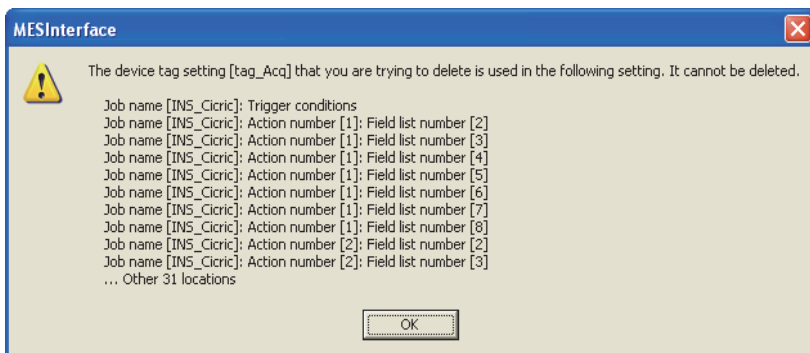 MESInterface
The device tag setting [tag_Acq] that you are trying to delete is used in the following setting. It cannot be deleted.
Job name [INS_Cicric]: Trigger conditions
Job name [INS_Cicric]: Action number [1]: Field list number [2]
Job name [INS_Cicric]: Action number [1]: Field list number [3]
Job name [INS_Cicric]: Action number [1]: Field list number [4]
Job name [INS_Cicric]: Action number [1]: Field list number [5]
Job name [INS_Cicric]: Action number [1]: Field list number [6]
Job name [INS_Cicric]: Action number [1]: Field list number [7]
Job name [INS_Cicric]: Action number [1]: Field list number [8]
Job name [INS_Cicric]: Action number [2]: Field list number [2]
Job name [INS_Cicric]: Action number [2]: Field list number [3]
... Other 31 locations
OK